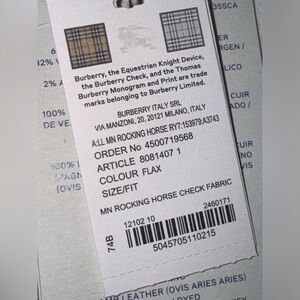 Burberry, the Equestrian Knight Device,
the Burberry Check, and the Thomas
Burberry Monogram and Print are trade
marks belonging to Burberry Limited.
BURBERRY ITALY SRL
VIA MANZONI, 20, 20121 MILANO, ITALY
A:LL MN ROCKING HORSE RY7:153979:A3743
ORDER No 4500719568
ARTICLE 8081407 1
COLOUR FLAX
SIZE/FIT
MN ROCKING HORSE CHECK FABRIC
74B
12102 10 2460171
5045705110215
LEATHER (OVIS ARIES ARIES)
100%
(OVIS